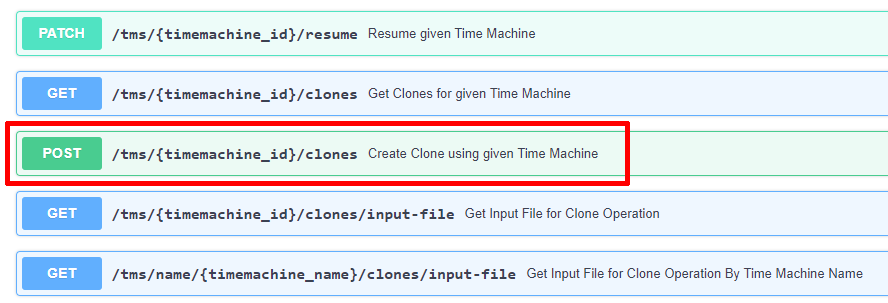 PATCH /tms/{timemachine_id}/resume Resume given Time Machine
GET /tms/{timemachine_id}/clones Get Clones for given Time Machine
POST /tms/{timemachine_id}/clones Create Clone using given Time Machine
GET /tms/{timemachine_id}/clones/input-file Get Input File for Clone Operation
GET /tms/name/{timemachine_name}/clones/input-file Get Input File for Clone Operation By Time Machine Name